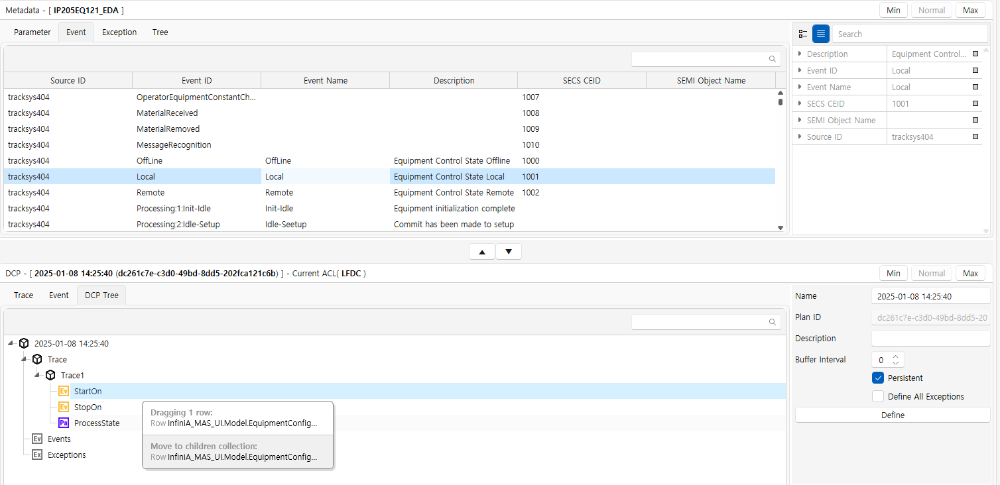 Metadata - [ IP205EQ121_EDA ]
Min Normal Max
Parameter Event Exception Tree
Search
Source ID Event ID Event Name Description SECS CEID SEMI Object Name
tracksys404 OperatorEquipmentConstantCh... 1007
tracksys404 MaterialReceived 1008
tracksys404 MaterialRemoved 1009
tracksys404 MessageRecognition 1010
tracksys404 OffLine OffLine Equipment Control State Offline 1000
tracksys404 Local Local Equipment Control State Local 1001
tracksys404 Remote Remote Equipment Control State Remote 1002
tracksys404 Processing:1:Init-Idle Init-Idle Equipment initialization complete
tracksys404 Processing:2:Idle-Setup Idle-Seetup Commit has been made to setup
Description Equipment Control...
Event ID Local
Event Name Local
SECS CEID 1001
SEMI Object Name
Source ID tracksys404
DCP - [ 2025-01-08 14:25:40 (dc261c7e-c3d0-49bd-8dd5-202fca121c6b) ] - Current ACL( LFDC )
Min Normal Max
Trace Event DCP Tree
2025-01-08 14:25:40
Trace
Trace1
Ev StartOn
Ev StopOn
Pa ProcessState
Ev Events
Ex Exceptions
Dragging 1 row:
Row InfiniA_MAS_UI.Model.EquipmentConfig...
Move to children collection:
Row InfiniA_MAS_UI.Model.EquipmentConfig...
Name 2025-01-08 14:25:40
Plan ID dc261c7e-c3d0-49bd-8dd5-20
Description
Buffer Interval 0
Persistent
Define All Exceptions
Define